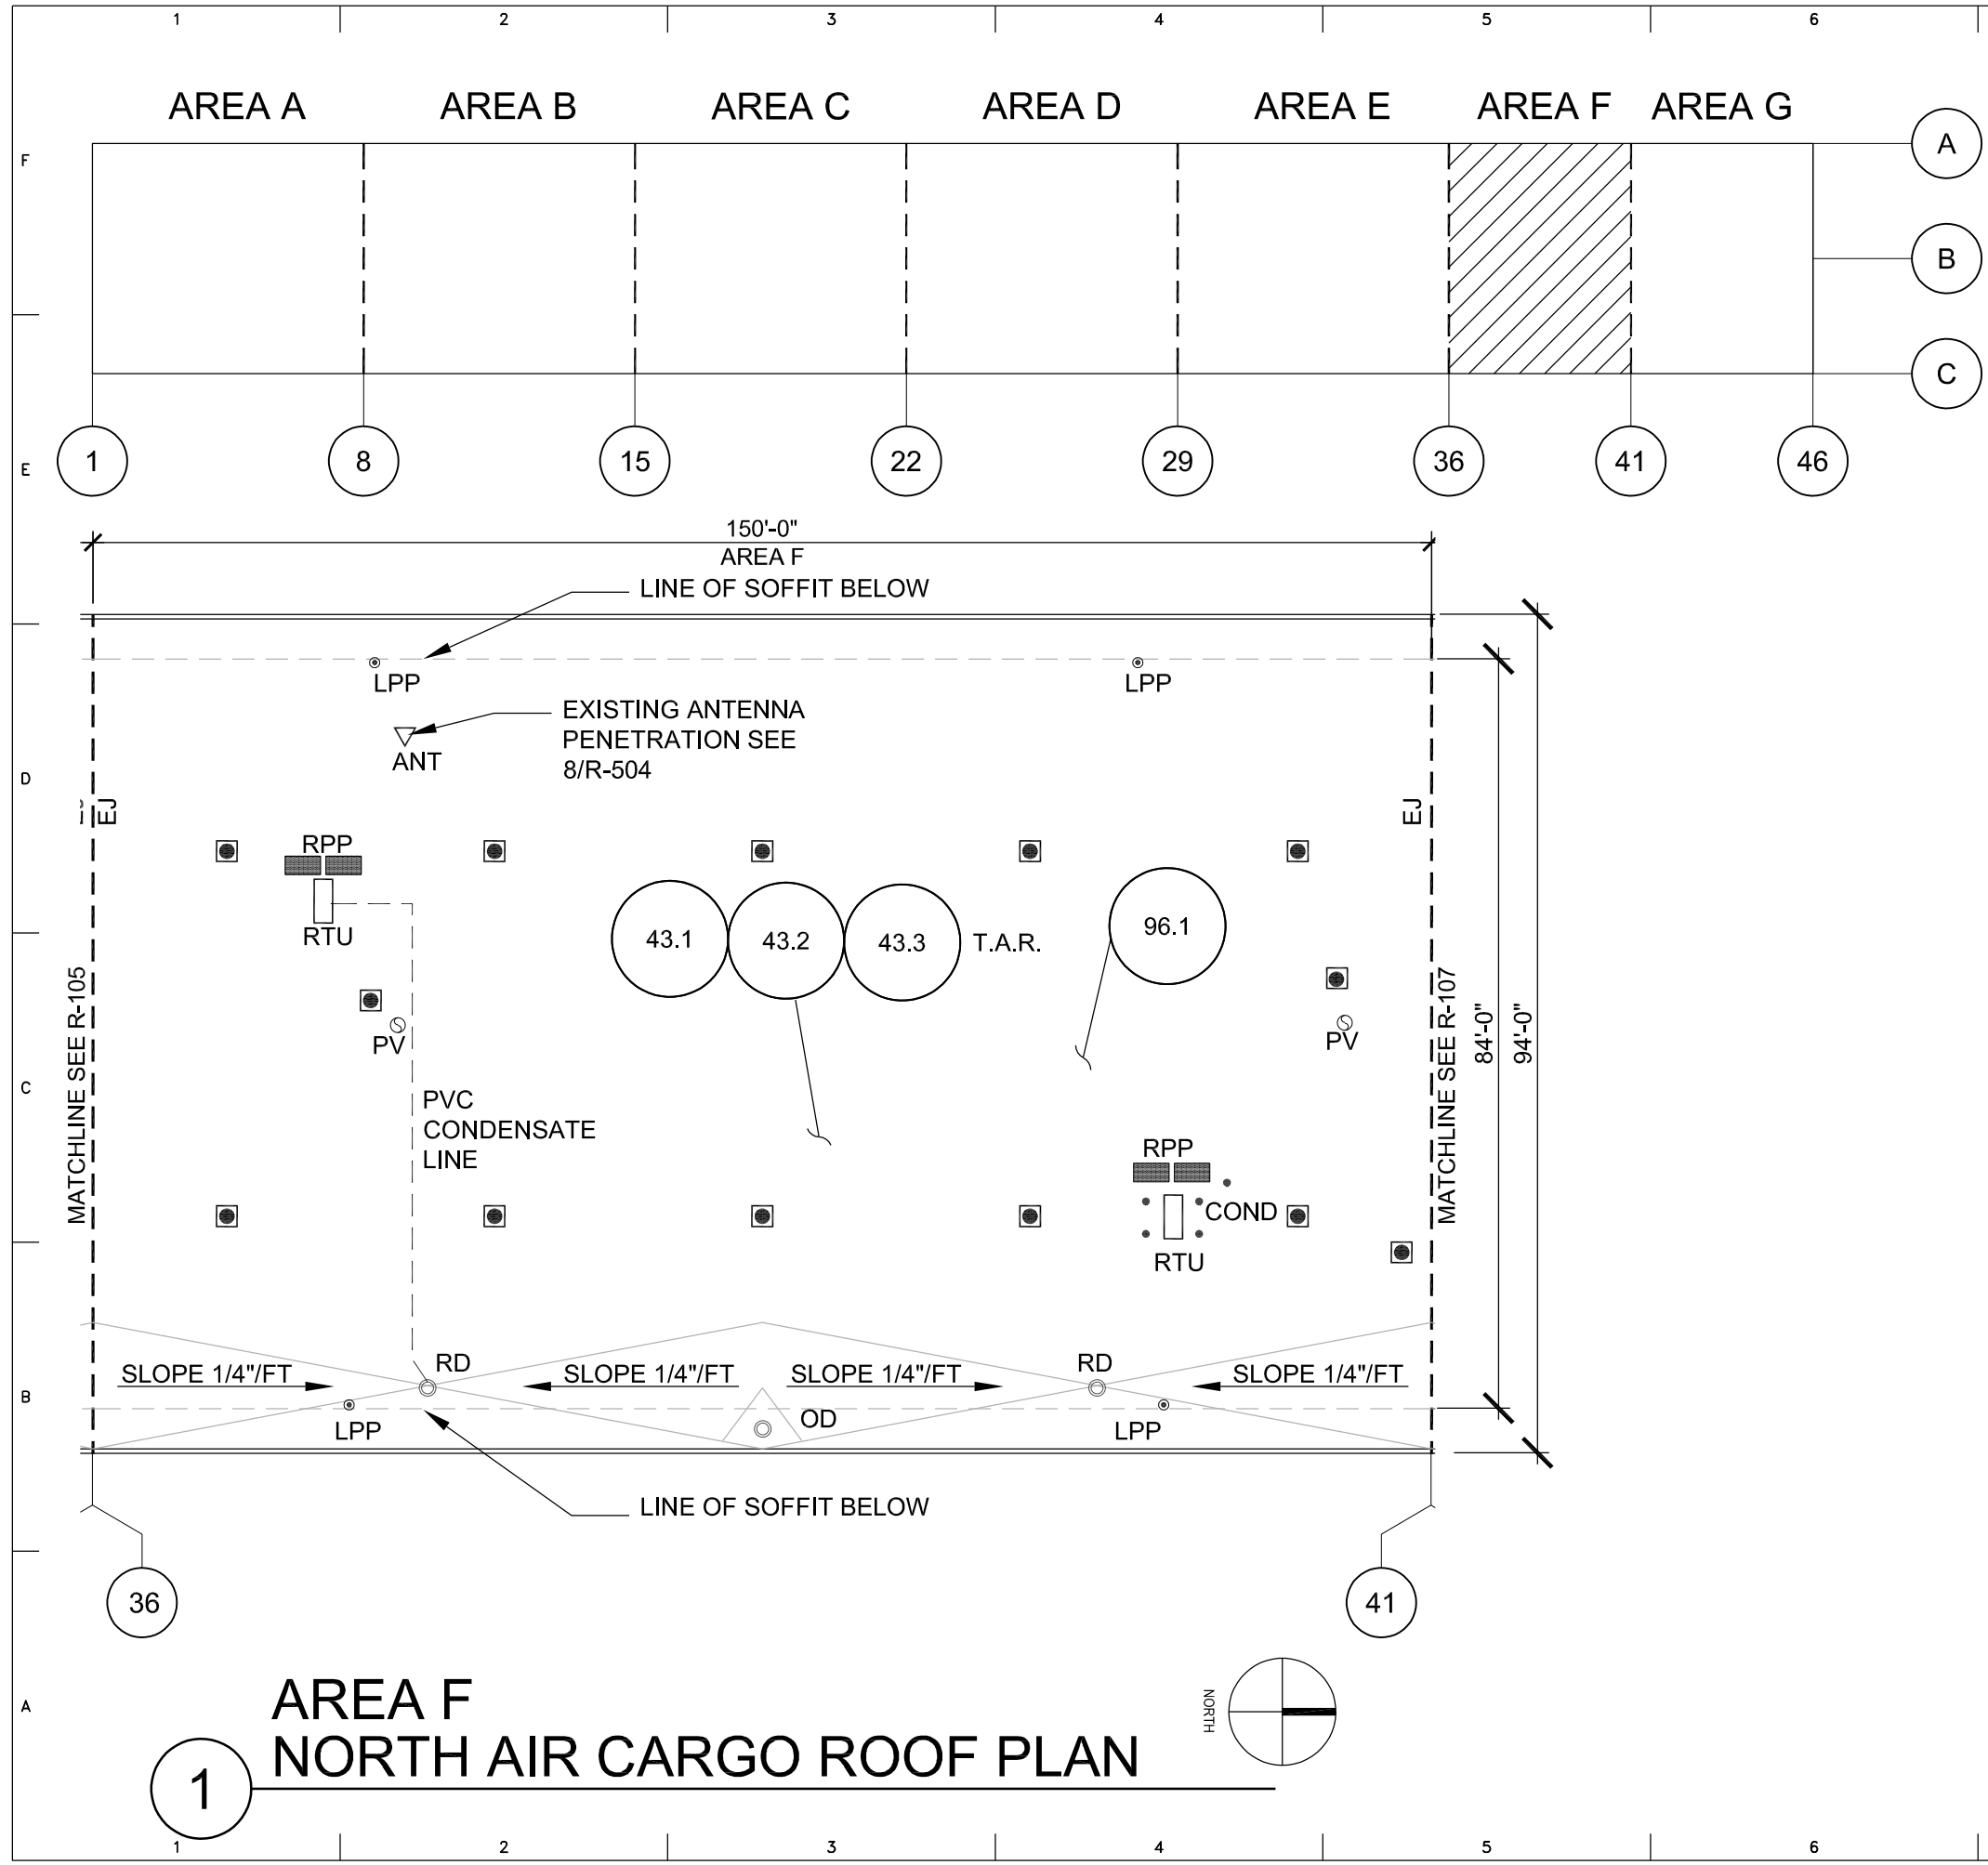 1 2 3 4 5 6
AREA A AREA B AREA C AREA D AREA E AREA F AREA G
A
F
B
C
E
1 8 15 22 29 36 41 46
150'-0"
AREA F
LINE OF SOFFIT BELOW
LPP LPP
EXISTING ANTENNA
PENETRATION SEE
8/R-504
ANT
D
EJ EJ
RPP
RTU
43.1 43.2 43.3 T.A.R. 96.1
MATCHLINE SEE R-105
MATCHLINE SEE R-107
84'-0"
94'-0"
PV PV
C
PVC
CONDENSATE
LINE
RPP
COND
RTU
RD RD
SLOPE 1/4"/FT SLOPE 1/4"/FT SLOPE 1/4"/FT SLOPE 1/4"/FT
B
OD
LPP LPP
LINE OF SOFFIT BELOW
36 41
A
NORTH
AREA F
1 NORTH AIR CARGO ROOF PLAN
1 2 3 4 5 6